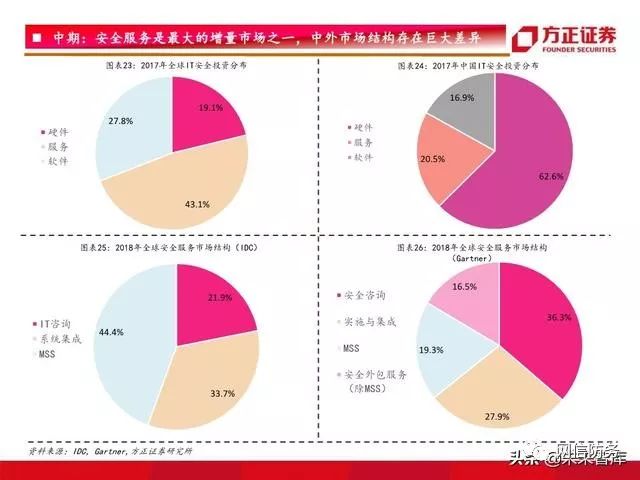 中期：安全服务是最大的增量市场之一，中外市场结构存在巨大差异
方正证券
FOUNDER SECURITIES
图表23：2017年全球IT安全投资分布
硬件
服务
软件
19.1%
43.1%
27.8%
图表24：2017年中国IT安全投资分布
硬件
服务
软件
62.6%
20.5%
16.9%
图表25：2018年全球安全服务市场结构（IDC）
IT咨询
系统集成
MSS
21.9%
33.7%
44.4%
图表26：2018年全球安全服务市场结构
（Gartner）
安全咨询
实施与集成
MSS
安全外包服务
（除MSS）
36.3%
27.9%
19.3%
16.5%
资料来源：IDC, Gartner, 方正证券研究所
网信防务
头条@未来智库